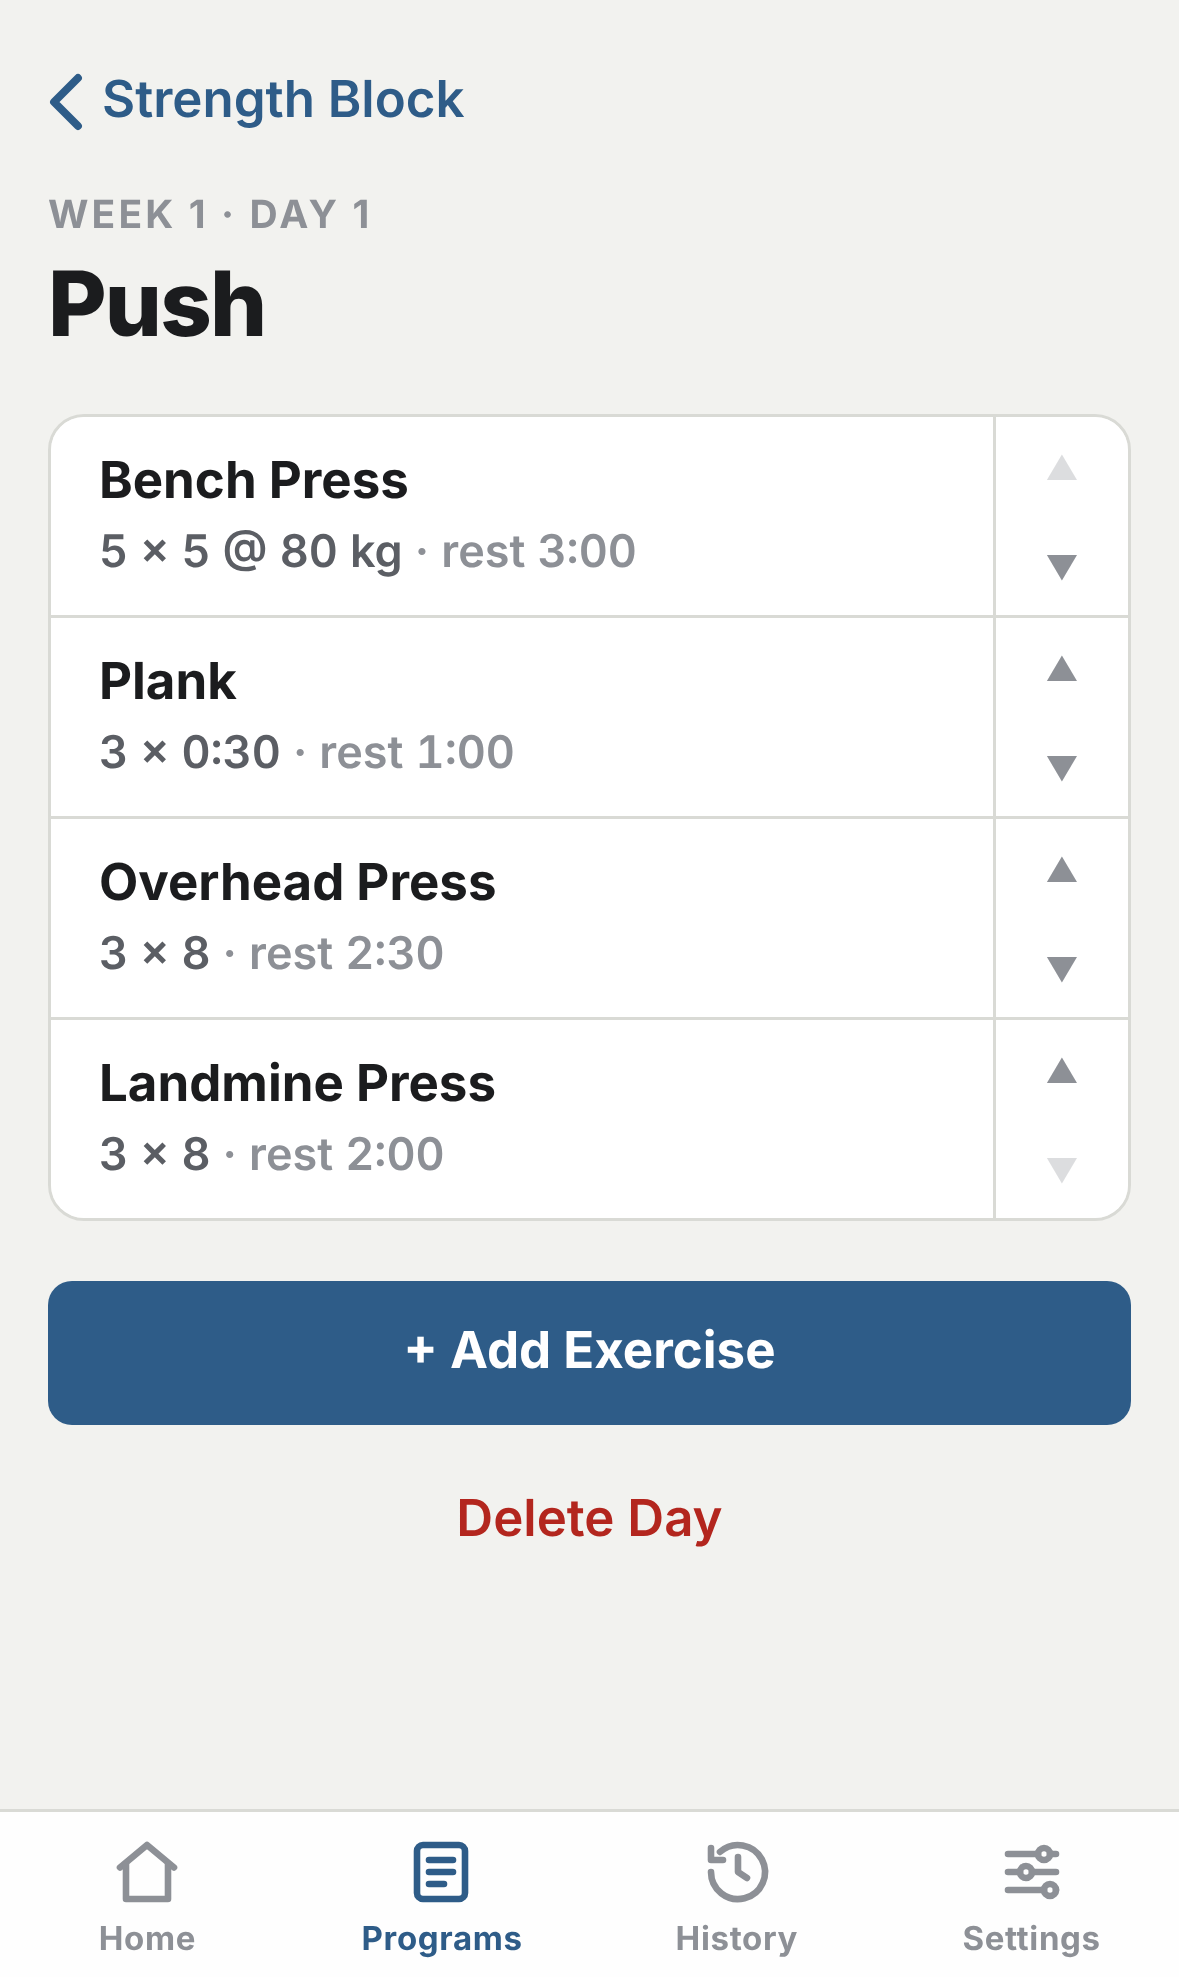 Strength Block
WEEK 1 · DAY 1
Push
Bench Press
5 × 5 @ 80 kg · rest 3:00
Plank
3 × 0:30 · rest 1:00
Overhead Press
3 × 8 · rest 2:30
Landmine Press
3 × 8 · rest 2:00
+ Add Exercise
Delete Day
Home Programs History Settings